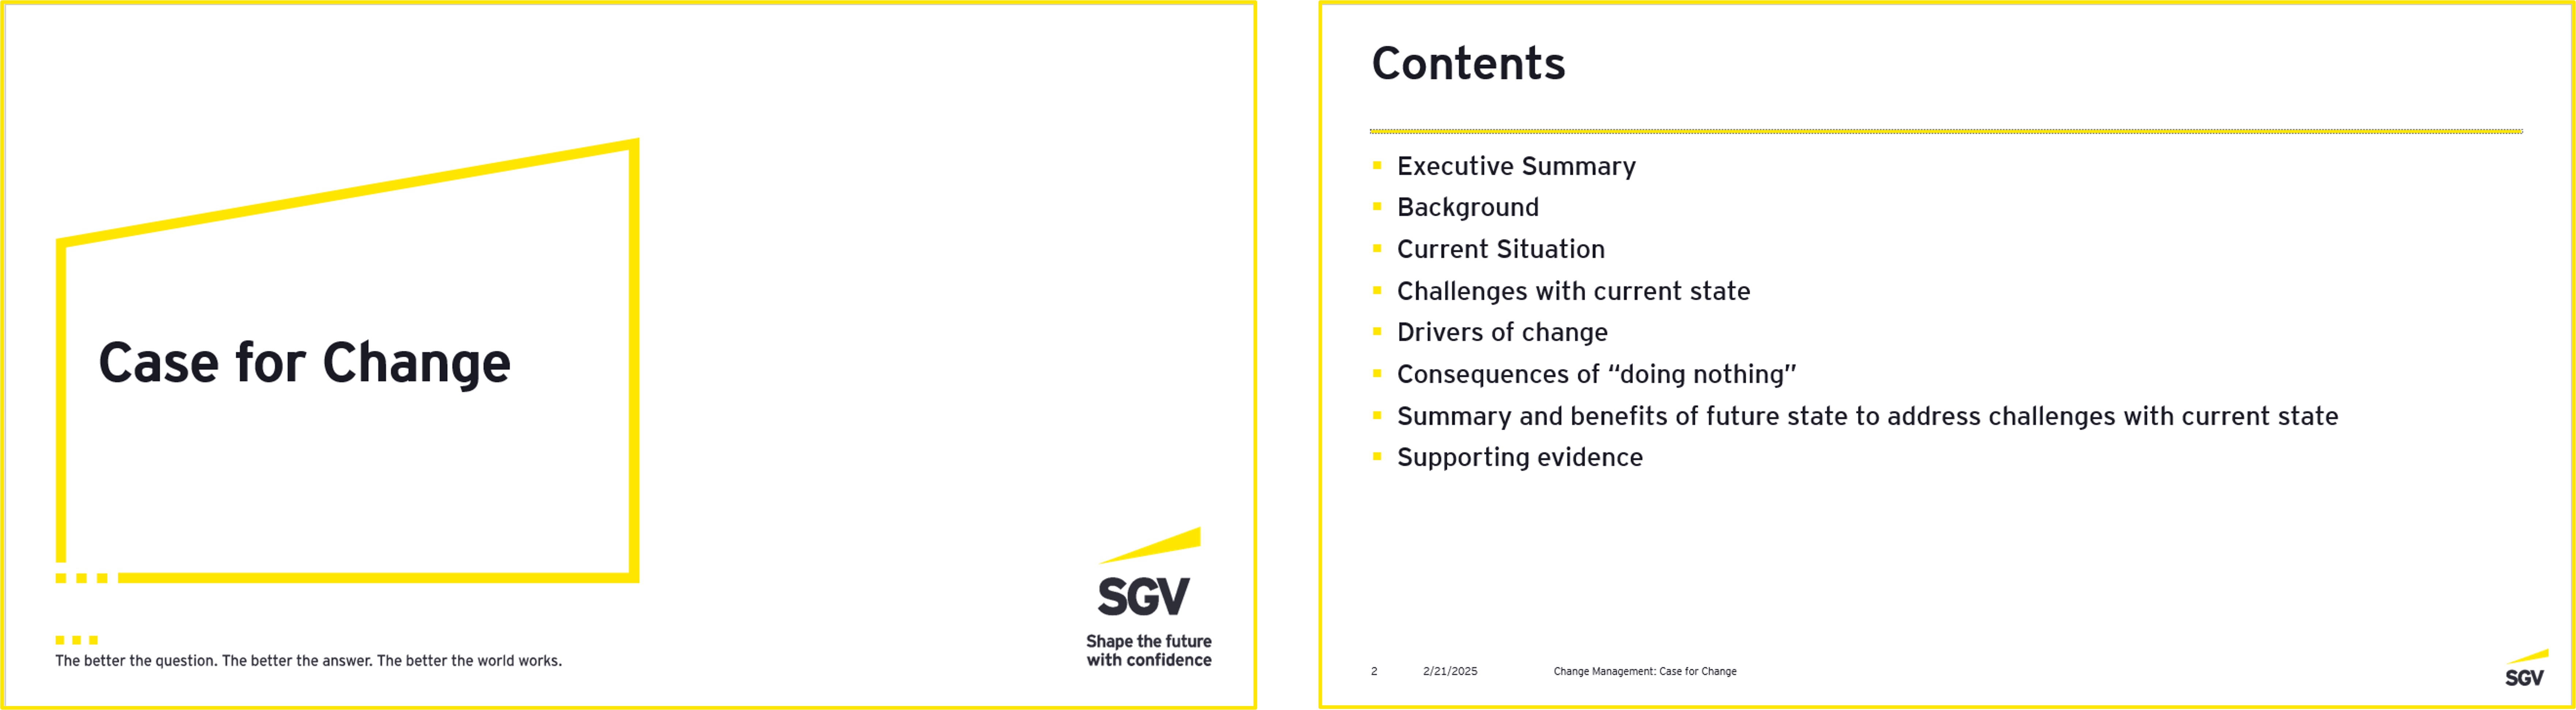 Case for Change
The better the question. The better the answer. The better the world works.
SGV
Shape the future
with confidence
Contents
Executive Summary
Background
Current Situation
Challenges with current state
Drivers of change
Consequences of “doing nothing”
Summary and benefits of future state to address challenges with current state
Supporting evidence
2 2/21/2025 Change Management: Case for Change
SGV